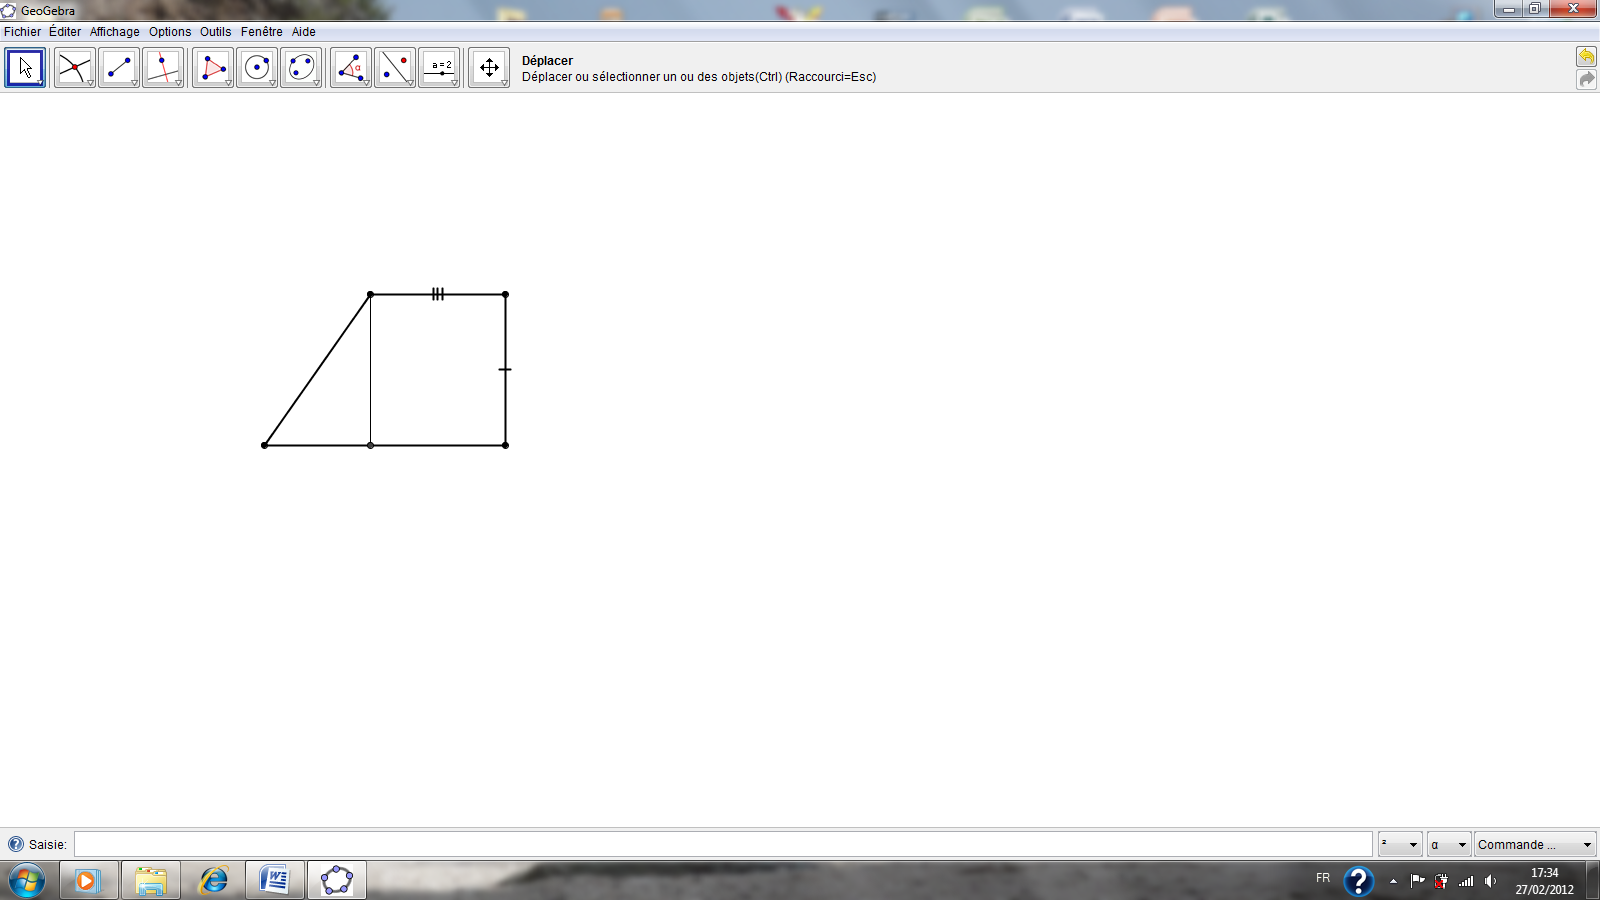 GeoGebra
Fichier Éditer Affichage Options Outils Fenêtre Aide
α
a = 2
Déplacer
Déplacer ou sélectionner un ou des objets(Ctrl) (Raccourci=Esc)
Saisie:
² α Commande ...
FR
17:34
27/02/2012